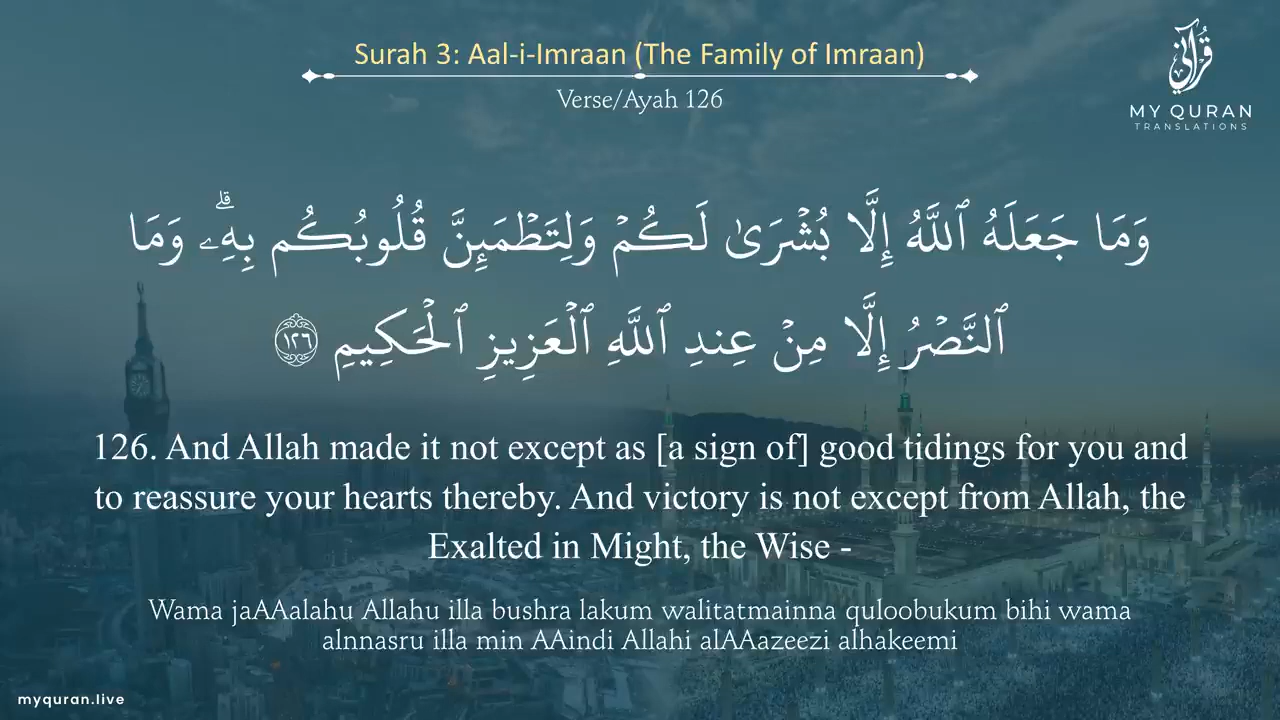 Surah 3: Aal-i-Imraan (The Family of Imraan)
Verse/Ayah 126
MY QURAN
TRANSLATIONS
وَمَا جَعَلَهُ ٱللَّهُ إِلَّا بُشْرَىٰ لَكُمْ وَلِتَطْمَئِنَّ قُلُوبُكُم بِهِۦ ۗ وَمَا
ٱلنَّصْرُ إِلَّا مِنْ عِندِ ٱللَّهِ ٱلْعَزِيزِ ٱلْحَكِيمِ ١٢٦
126. And Allah made it not except as [a sign of] good tidings for you and
to reassure your hearts thereby. And victory is not except from Allah, the
Exalted in Might, the Wise -
Wama jaAAalahu Allahu illa bushra lakum walitatmainna quloobukum bihi wama
alnnasru illa min AAindi Allahi alAAazeezi alhakeemi
myquran.live